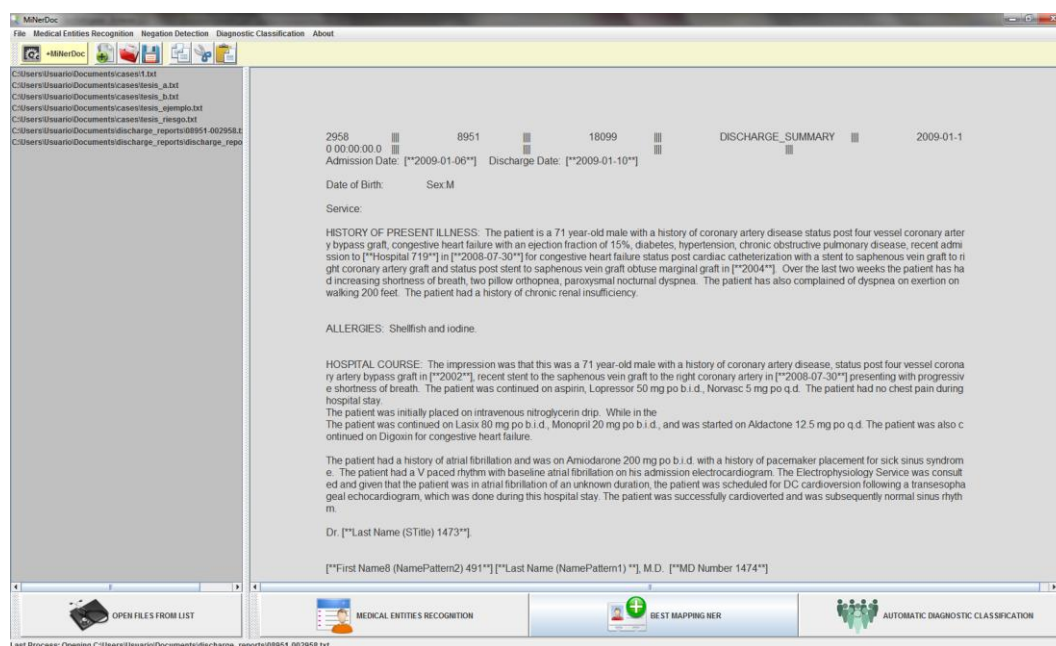 MiNerDoc
File Medical Entities Recognition Negation Detection Diagnostic Classification About
+MiNerDoc
C:\Users\Usuario\Documents\cases\1.txt
C:\Users\Usuario\Documents\cases\tesis_a.txt
C:\Users\Usuario\Documents\cases\tesis_b.txt
C:\Users\Usuario\Documents\cases\tesis_ejemplo.txt
C:\Users\Usuario\Documents\cases\tesis_riesgo.txt
C:\Users\Usuario\Documents\discharge_reports\08951-002958.t
C:\Users\Usuario\Documents\discharge_reports\discharge_repo
2958 |||| 8951 |||| 18099 |||| DISCHARGE_SUMMARY |||| 2009-01-1
0 00:00:00.0 |||| |||| |||| ||||
Admission Date: [**2009-01-06**] Discharge Date: [**2009-01-10**]
Date of Birth: Sex:M
Service:
HISTORY OF PRESENT ILLNESS: The patient is a 71 year-old male with a history of coronary artery disease status post four vessel coronary arter
y bypass graft, congestive heart failure with an ejection fraction of 15%, diabetes, hypertension, chronic obstructive pulmonary disease, recent admi
ssion to [**Hospital 719**] in [**2008-07-30**] for congestive heart failure status post cardiac catheterization with a stent to saphenous vein graft to ri
ght coronary artery graft and status post stent to saphenous vein graft obtuse marginal graft in [**2004**]. Over the last two weeks the patient has ha
d increasing shortness of breath, two pillow orthopnea, paroxysmal nocturnal dyspnea. The patient has also complained of dyspnea on exertion on
walking 200 feet. The patient had a history of chronic renal insufficiency.
ALLERGIES: Shellfish and iodine.
HOSPITAL COURSE: The impression was that this was a 71 year-old male with a history of coronary artery disease, status post four vessel corona
ry artery bypass graft in [**2002**], recent stent to the saphenous vein graft to the right coronary artery in [**2008-07-30**] presenting with progressiv
e shortness of breath. The patient was continued on aspirin, Lopressor 50 mg po b.i.d., Norvasc 5 mg po q.d. The patient had no chest pain during
hospital stay.
The patient was initially placed on intravenous nitroglycerin drip. While in the
The patient was continued on Lasix 80 mg po b.i.d., Monopril 20 mg po b.i.d., and was started on Aldactone 12.5 mg po q.d. The patient was also c
ontinued on Digoxin for congestive heart failure.
The patient had a history of atrial fibrillation and was on Amiodarone 200 mg po b.i.d. with a history of pacemaker placement for sick sinus syndrom
e. The patient had a V paced rhythm with baseline atrial fibrillation on his admission electrocardiogram. The Electrophysiology Service was consult
ed and given that the patient was in atrial fibrillation of an unknown duration, the patient was scheduled for DC cardioversion following a transesopha
geal echocardiogram, which was done during this hospital stay. The patient was successfully cardioverted and was subsequently normal sinus rhyth
m.
Dr. [**Last Name (STitle) 1473**].
[**First Name8 (NamePattern2) 491**] [**Last Name (NamePattern1) **], M.D. [**MD Number 1474**]
OPEN FILES FROM LIST
MEDICAL ENTITIES RECOGNITION
BEST MAPPING NER
AUTOMATIC DIAGNOSTIC CLASSIFICATION
Last Process: Opening C:\Users\Usuario\Documents\discharge_reports\08951-002958.txt